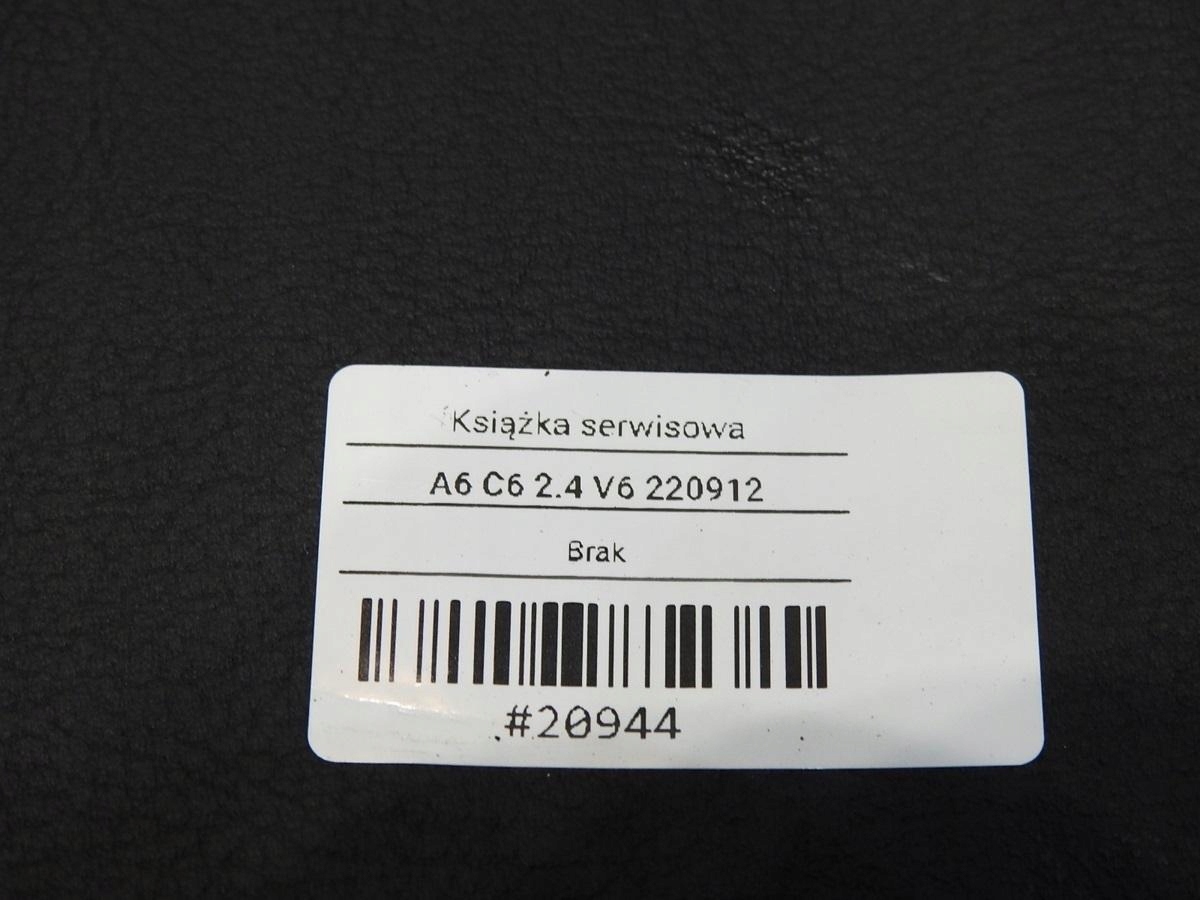 Książka serwisowa
A6 C6 2.4 V6 220912
Brak
#20944